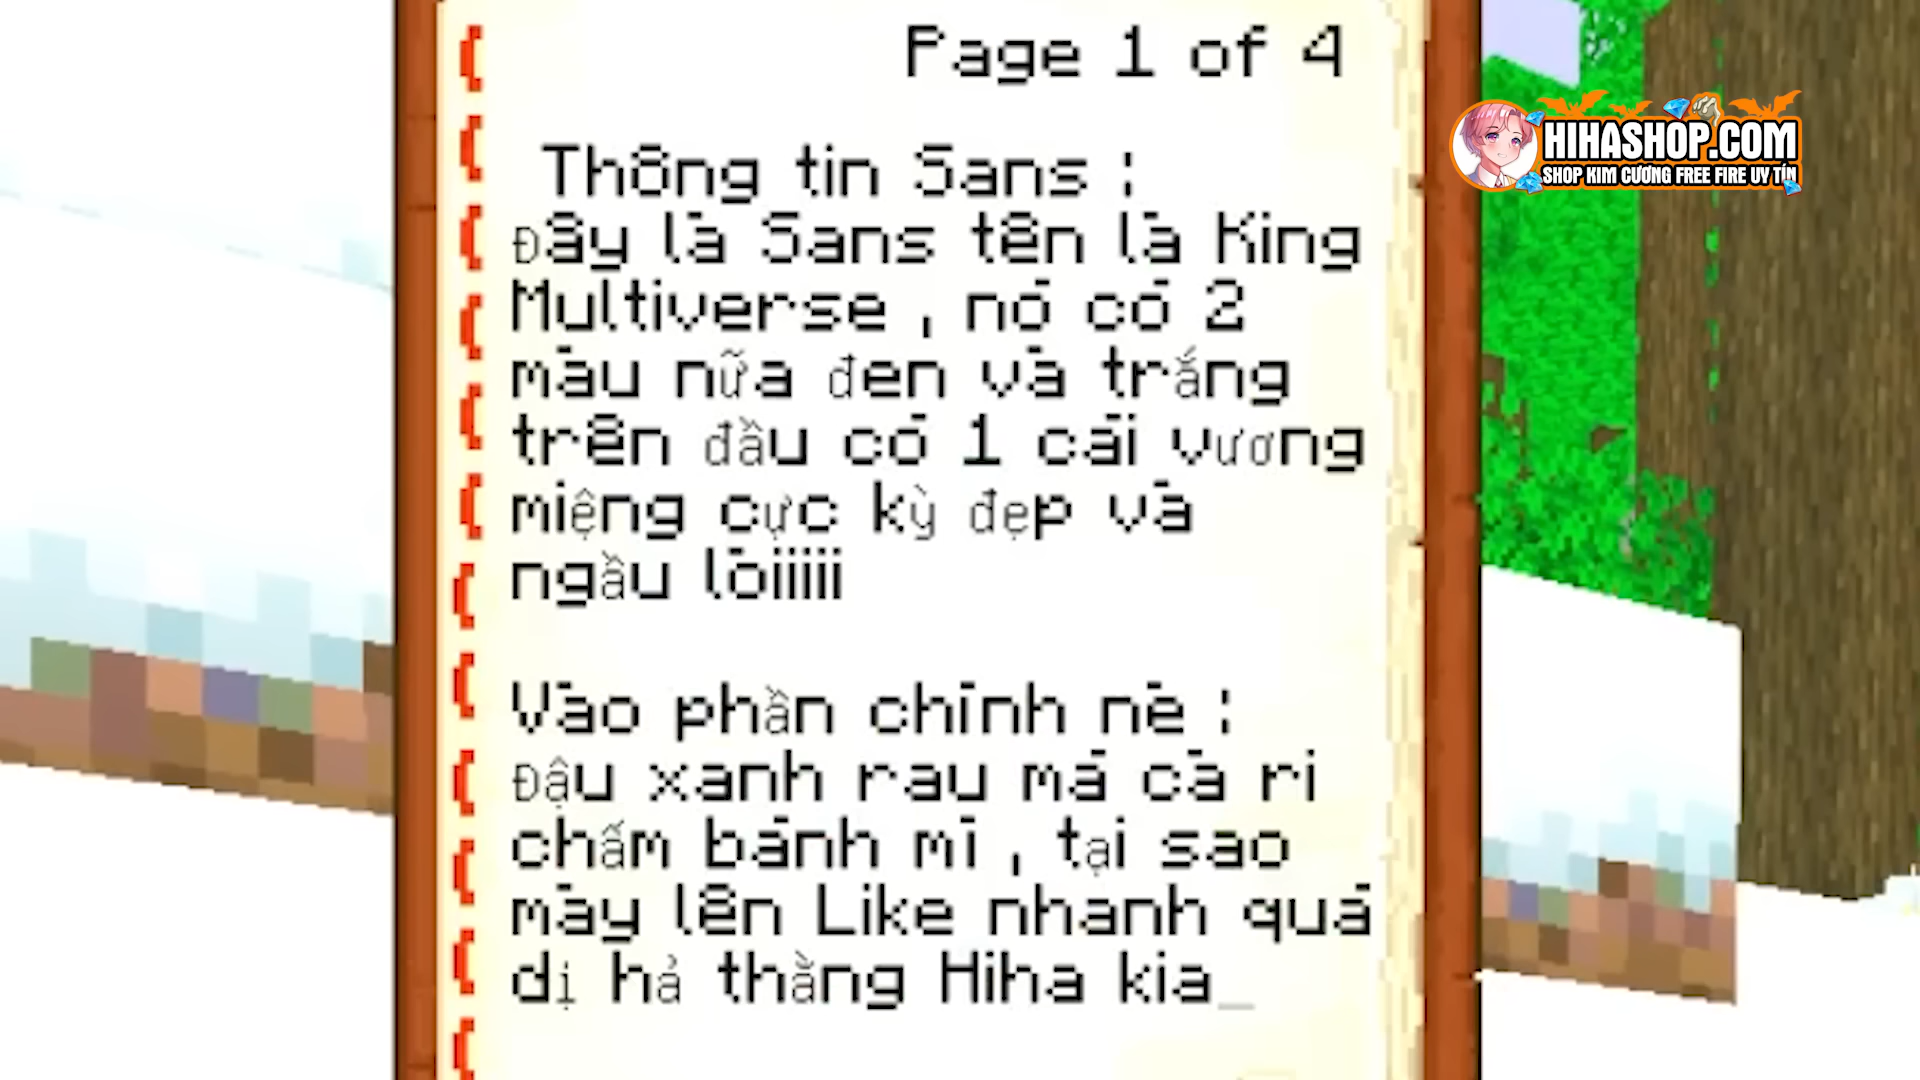 Page 1 of 4
Thông tin Sans :
Đây là Sans tên là King
Multiverse , nó có 2
màu nữa đen và trắng
trên đầu có 1 cái vương
miệng cực kỳ đẹp và
ngầu lòiiiii
Vào phần chính nè :
Đậu xanh rau má cà ri
chấm bánh mì , tại sao
mày lên Like nhanh quá
dị hả thằng Hiha kia_
HIHASHOP.COM
SHOP KIM CƯƠNG FREE FIRE UY TÍN